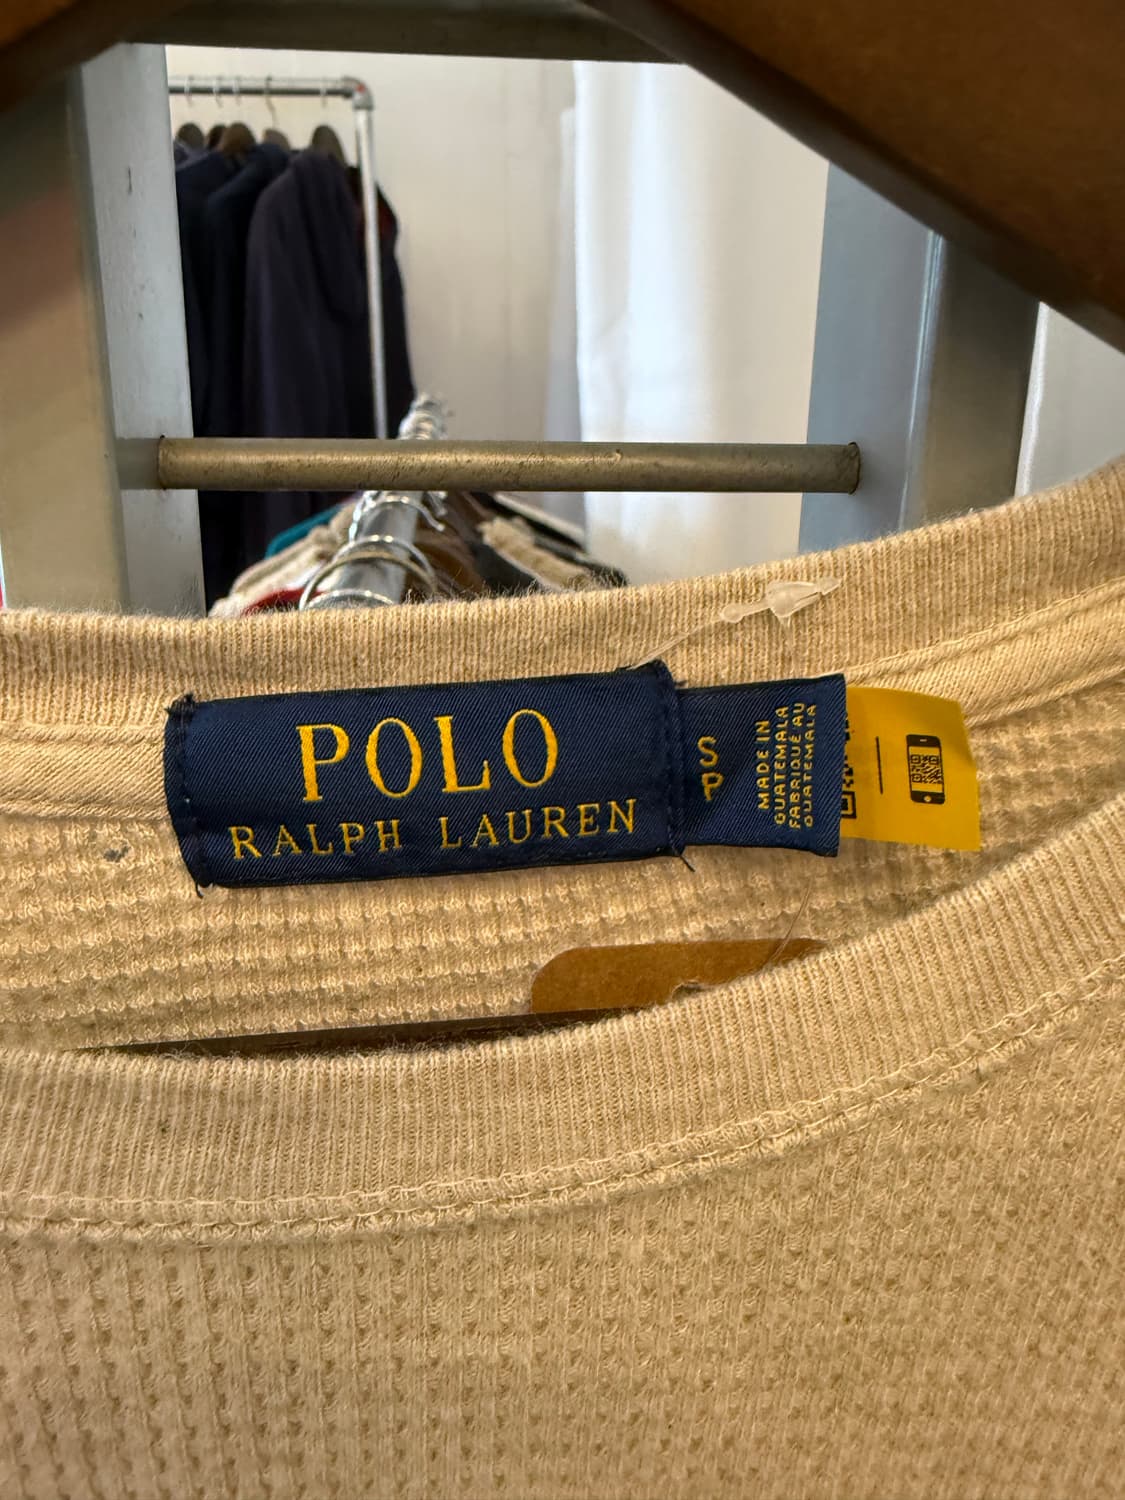 POLO
RALPH LAUREN
S
P
MADE IN
GUATEMALA
FABRIQUÉ AU
GUATEMALA